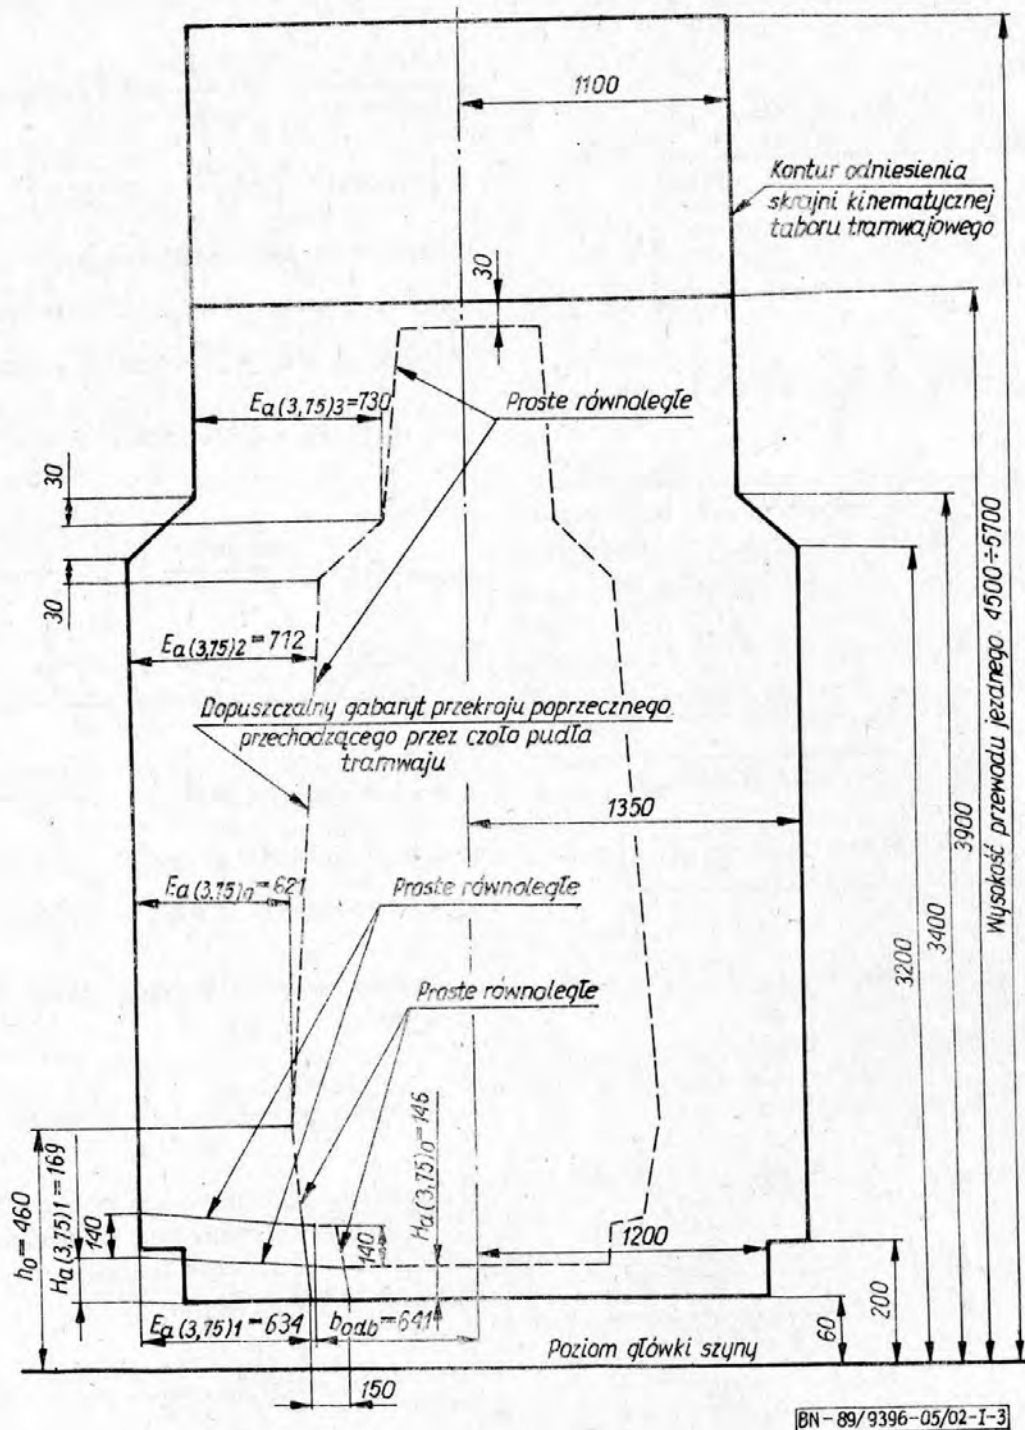 1100
Kontur odniesienia
skrajni kinematycznej
taboru tramwajowego
30
Ea(3,75)3=730
Proste równoległe
30
30
Ea(3,75)2=712
Dopuszczalny gabaryt przekroju poprzecznego
przechodzącego przez czoło pudła
tramwaju
1350
Ea(3,75)0=621
Proste równoległe
Proste równoległe
Ha(3,75)0=146
h0=460
Ha(3,75)1=169
140
140
1200
Ea(3,75)1=634
bodb=641
150
Poziom główki szyny
60
200
3200
3400
3900
Wysokość przewodu jezdnego 4500÷5700
BN-89/9396-05/02-I-3